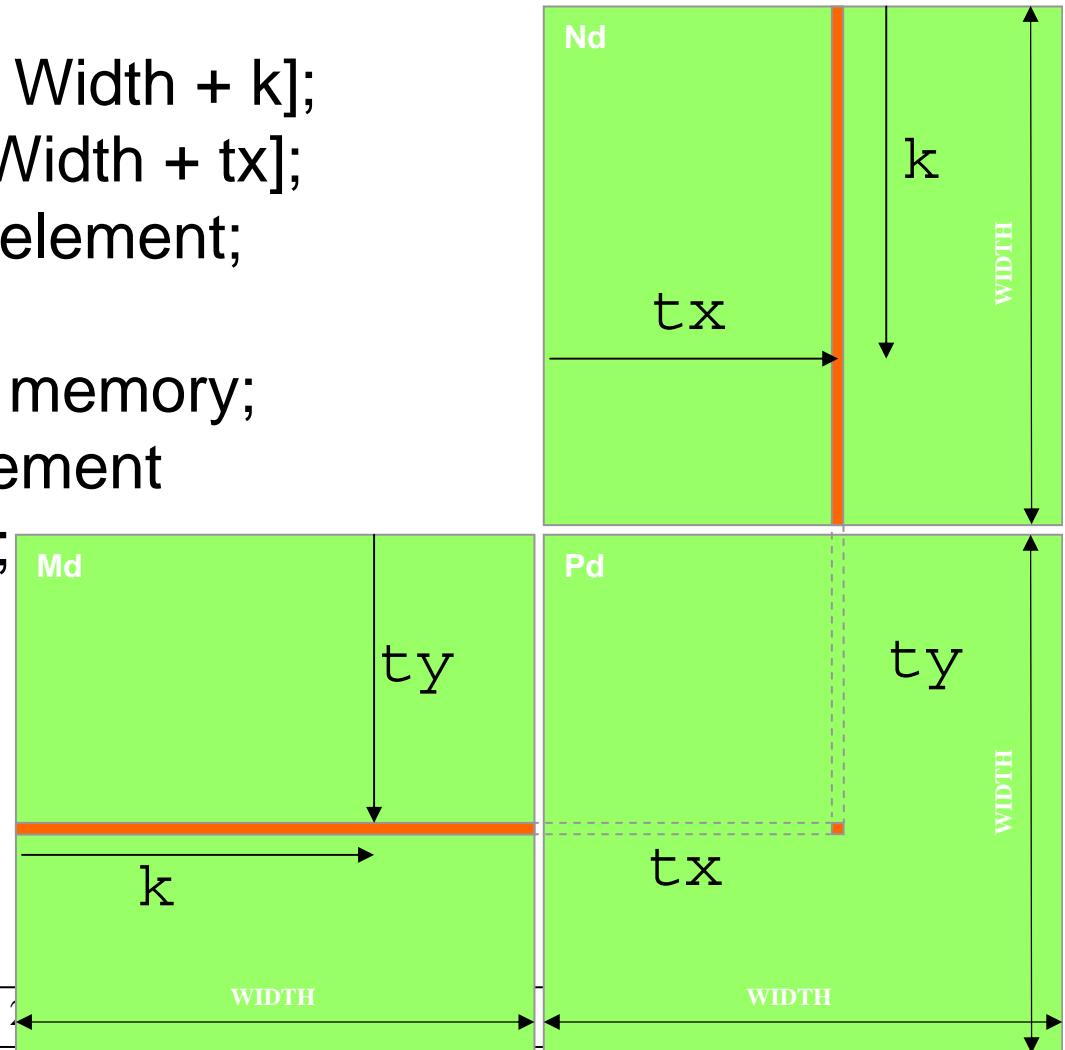 Width + k];
Width + tx];
element;
memory;
ement
;
Nd
k
WIDTH
tx
Md
ty
k
WIDTH
Pd
ty
WIDTH
tx
WIDTH